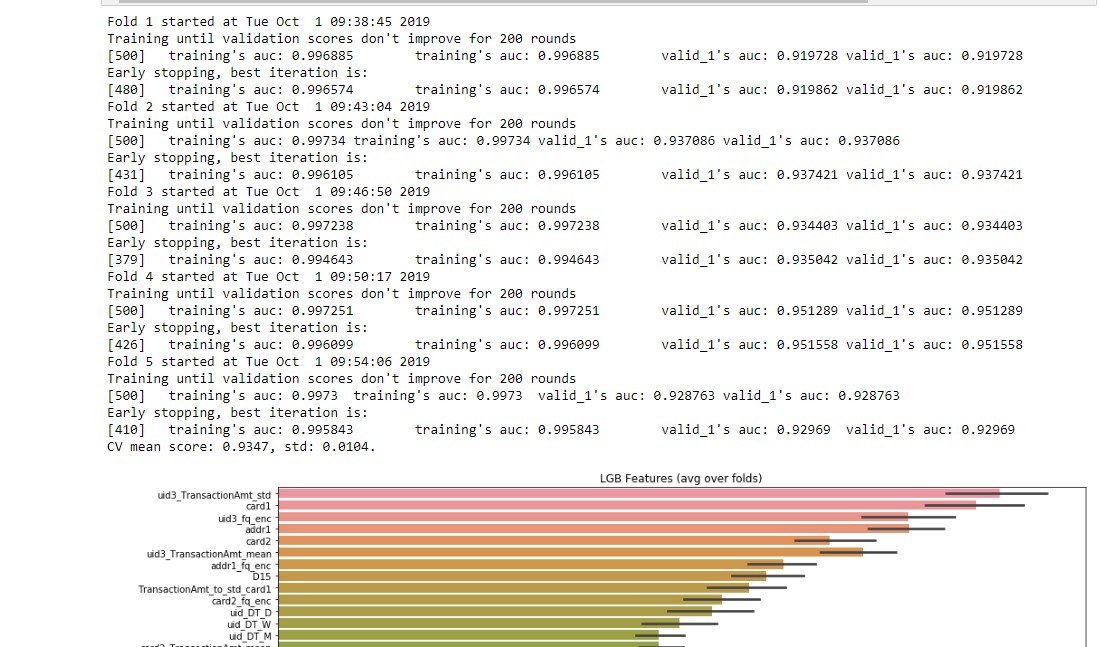 Fold 1 started at Tue Oct  1 09:38:45 2019
Training until validation scores don't improve for 200 rounds
[500]   training's auc: 0.996885        training's auc: 0.996885        valid_1's auc: 0.919728 valid_1's auc: 0.919728
Early stopping, best iteration is:
[480]   training's auc: 0.996574        training's auc: 0.996574        valid_1's auc: 0.919862 valid_1's auc: 0.919862
Fold 2 started at Tue Oct  1 09:43:04 2019
Training until validation scores don't improve for 200 rounds
[500]   training's auc: 0.99734 training's auc: 0.99734 valid_1's auc: 0.937086 valid_1's auc: 0.937086
Early stopping, best iteration is:
[431]   training's auc: 0.996105        training's auc: 0.996105        valid_1's auc: 0.937421 valid_1's auc: 0.937421
Fold 3 started at Tue Oct  1 09:46:50 2019
Training until validation scores don't improve for 200 rounds
[500]   training's auc: 0.997238        training's auc: 0.997238        valid_1's auc: 0.934403 valid_1's auc: 0.934403
Early stopping, best iteration is:
[379]   training's auc: 0.994643        training's auc: 0.994643        valid_1's auc: 0.935042 valid_1's auc: 0.935042
Fold 4 started at Tue Oct  1 09:50:17 2019
Training until validation scores don't improve for 200 rounds
[500]   training's auc: 0.997251        training's auc: 0.997251        valid_1's auc: 0.951289 valid_1's auc: 0.951289
Early stopping, best iteration is:
[426]   training's auc: 0.996099        training's auc: 0.996099        valid_1's auc: 0.951558 valid_1's auc: 0.951558
Fold 5 started at Tue Oct  1 09:54:06 2019
Training until validation scores don't improve for 200 rounds
[500]   training's auc: 0.9973  training's auc: 0.9973  valid_1's auc: 0.928763 valid_1's auc: 0.928763
Early stopping, best iteration is:
[410]   training's auc: 0.995843        training's auc: 0.995843        valid_1's auc: 0.92969  valid_1's auc: 0.92969
CV mean score: 0.9347, std: 0.0104.
LGB Features (avg over folds)
uid3_TransactionAmt_std
card1
uid3_fq_enc
addr1
card2
uid3_TransactionAmt_mean
addr1_fq_enc
D15
TransactionAmt_to_std_card1
card2_fq_enc
uid_DT_D
uid_DT_W
uid_DT_M